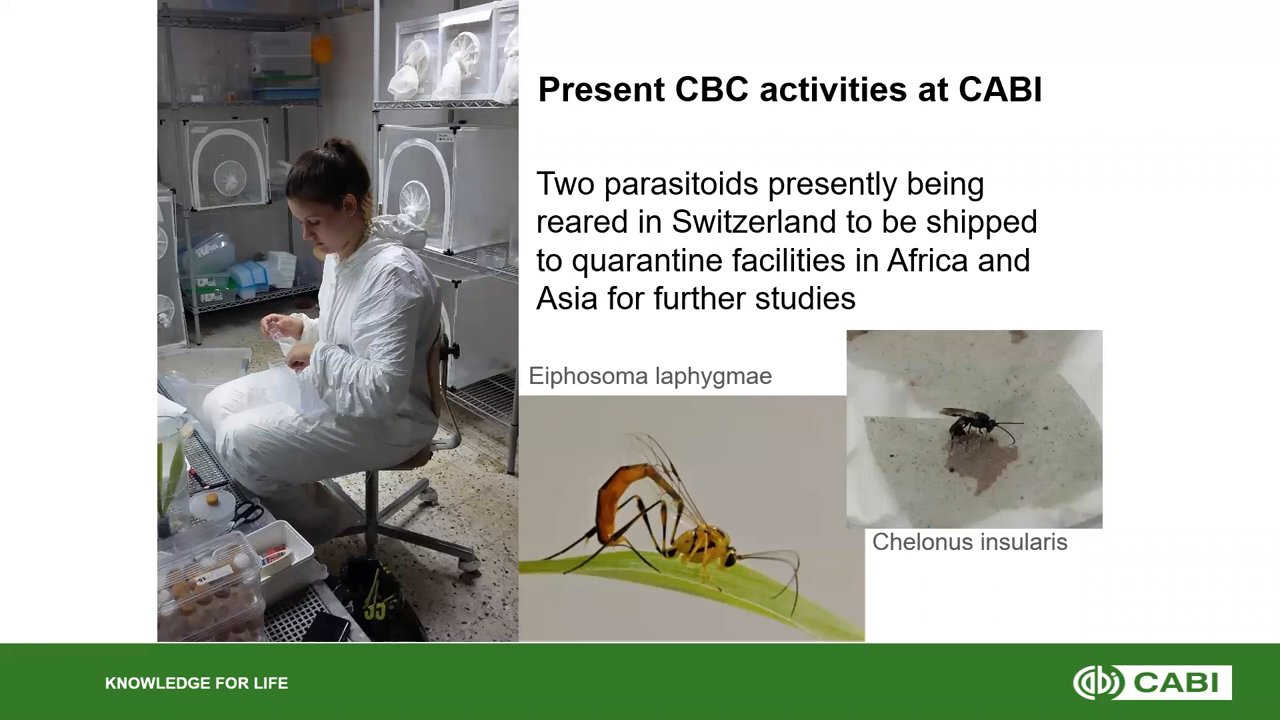 Present CBC activities at CABI
Two parasitoids presently being
reared in Switzerland to be shipped
to quarantine facilities in Africa and
Asia for further studies
Eiphosoma laphygmae
Chelonus insularis
KNOWLEDGE FOR LIFE
CABI